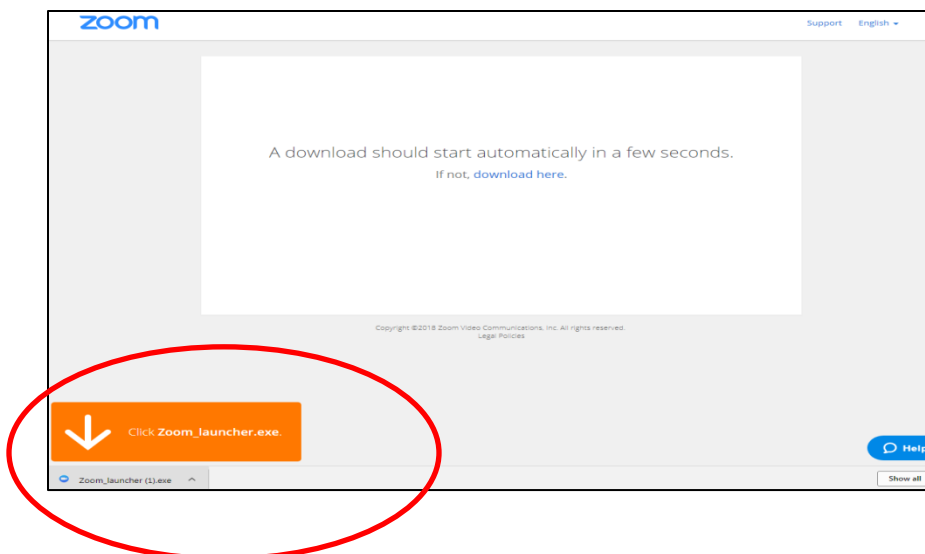 zoom
Support English
A download should start automatically in a few seconds.
If not, download here.
Copyright ©2018 Zoom Video Communications, Inc. All rights reserved.
Legal Policies
Click Zoom_launcher.exe.
Help
Zoom_launcher (1).exe
Show all